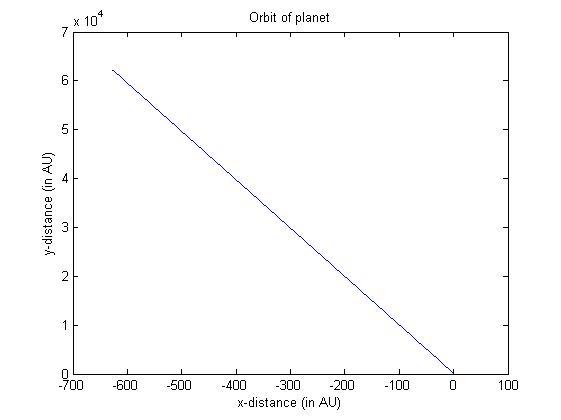 Orbit of planet
x 10^4
7
6
5
4
3
2
1
0
y-distance (in AU)
-700 -600 -500 -400 -300 -200 -100 0 100
x-distance (in AU)